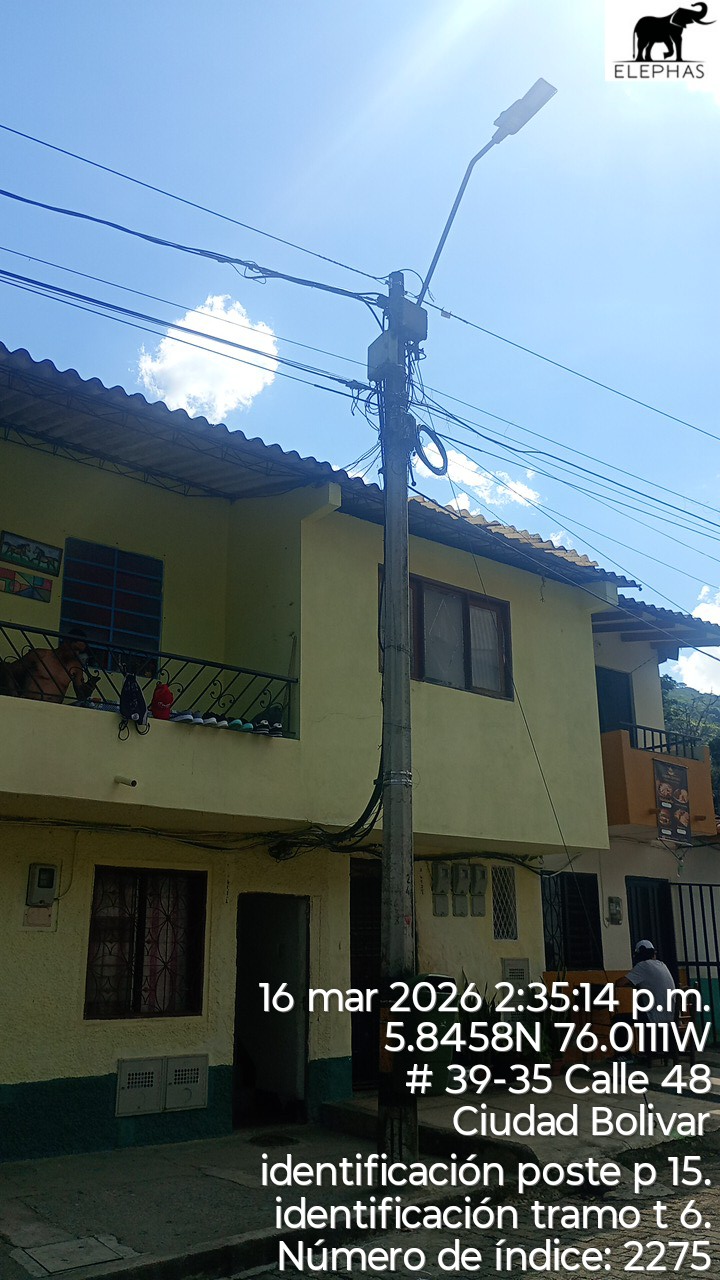 ELEPHAS
16 mar 2026 2:35:14 p.m.
5.8458N 76.0111W
# 39-35 Calle 48
Ciudad Bolivar
identificación poste p 15.
identificación tramo t 6.
Número de índice: 2275